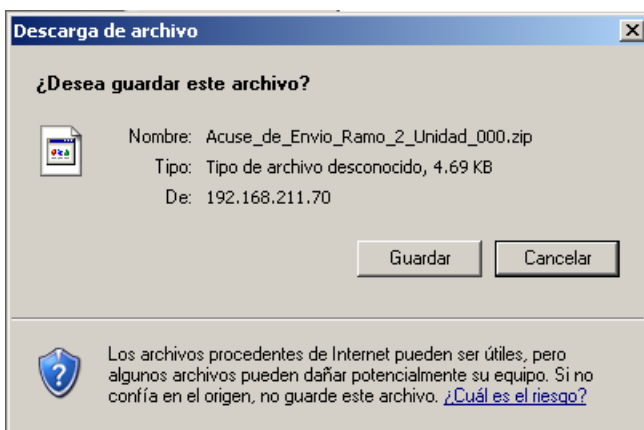 Descarga de archivo
¿Desea guardar este archivo?
Nombre: Acuse_de_Envio_Ramo_2_Unidad_000.zip
Tipo: Tipo de archivo desconocido, 4.69 KB
De: 192.168.211.70
Guardar Cancelar
Los archivos procedentes de Internet pueden ser útiles, pero
algunos archivos pueden dañar potencialmente su equipo. Si no
confía en el origen, no guarde este archivo. ¿Cuál es el riesgo?